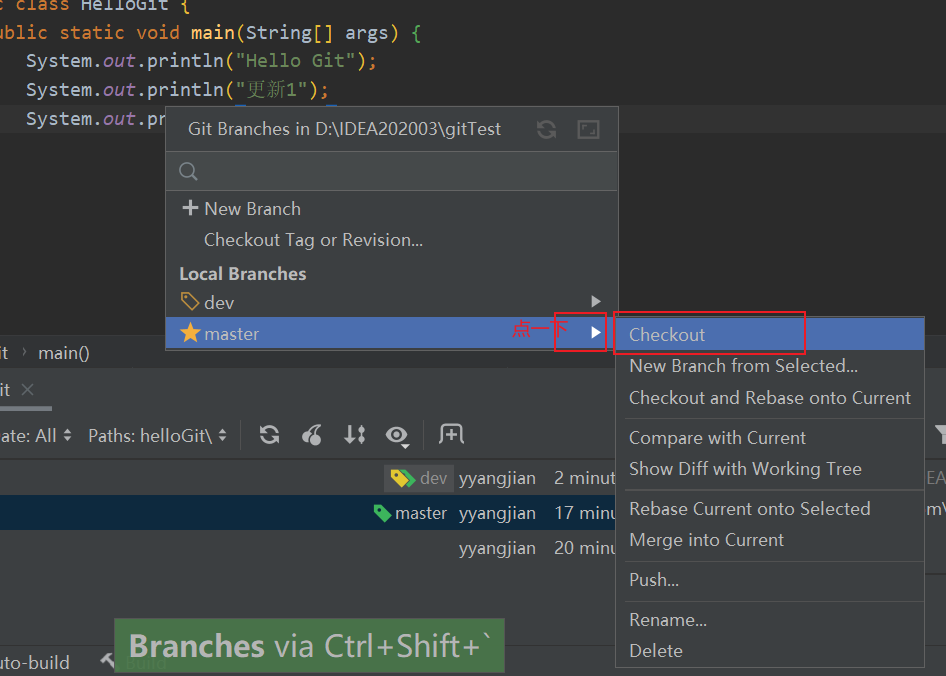 c class HelloGit {
ublic static void main(String[] args) {
System.out.println("Hello Git");
System.out.println("更新1");
System.out.pr
Git Branches in D:\IDEA202003\gitTest
New Branch
Checkout Tag or Revision...
Local Branches
dev
master
点一下
Checkout
New Branch from Selected...
Checkout and Rebase onto Current
Compare with Current
Show Diff with Working Tree
Rebase Current onto Selected
Merge into Current
Push...
Rename...
Delete
it › main()
it ×
ate: All Paths: helloGit\
dev yyangjian 2 minut
master yyangjian 17 minu
yyangjian 20 minu
EA
m\
Branches via Ctrl+Shift+`
uto-build Build